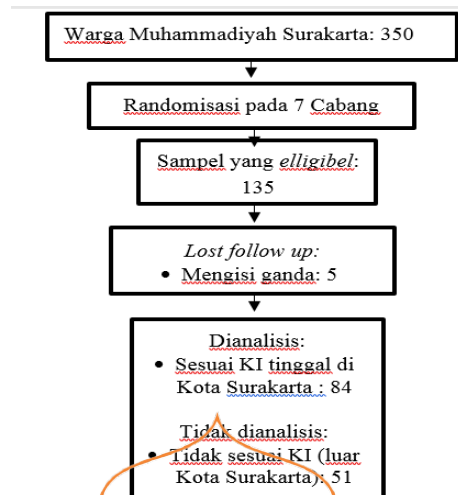 Warga Muhammadiyah Surakarta: 350
Randomisasi pada 7 Cabang
Sampel yang elligibel:
135
Lost follow up:
• Mengisi ganda: 5
Dianalisis:
• Sesuai KI tinggal di
Kota Surakarta : 84
Tidak dianalisis:
• Tidak sesuai KI (luar
Kota Surakarta): 51